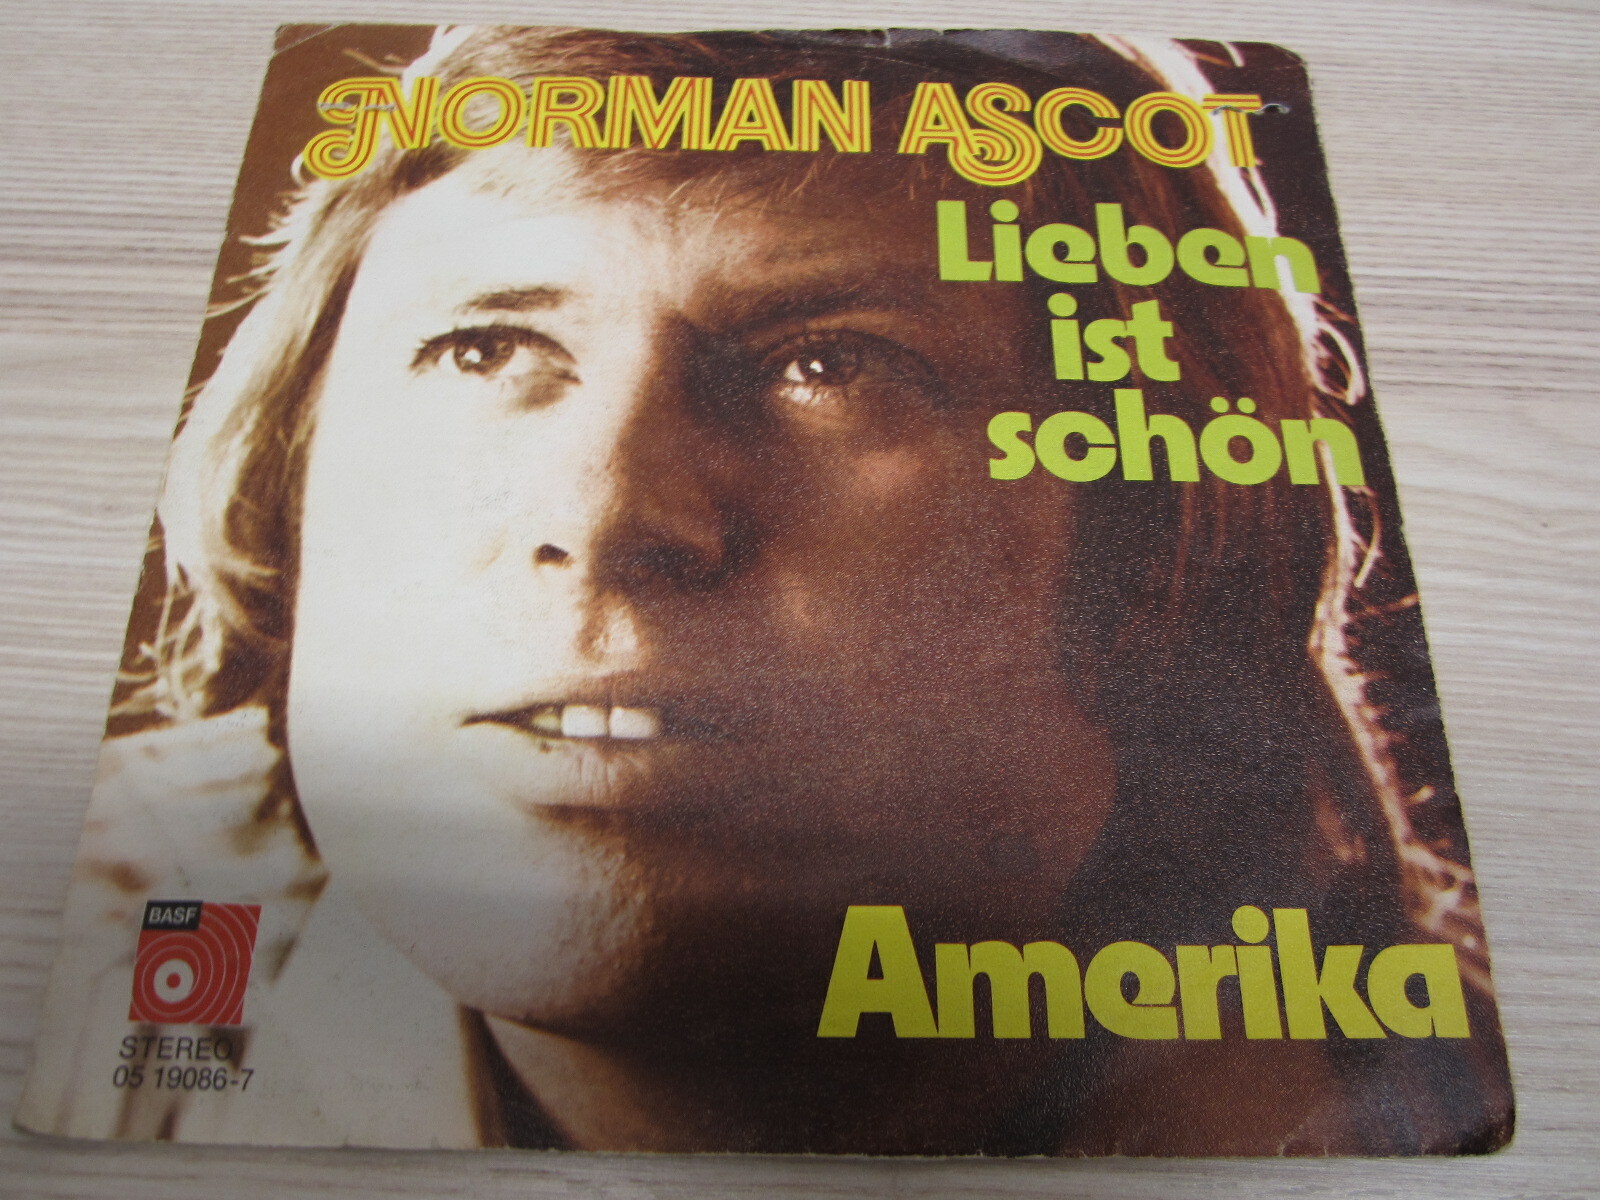 NORMAN ASCOT
Lieben
ist
schön
Amerika
BASF
STEREO
05 19086-7